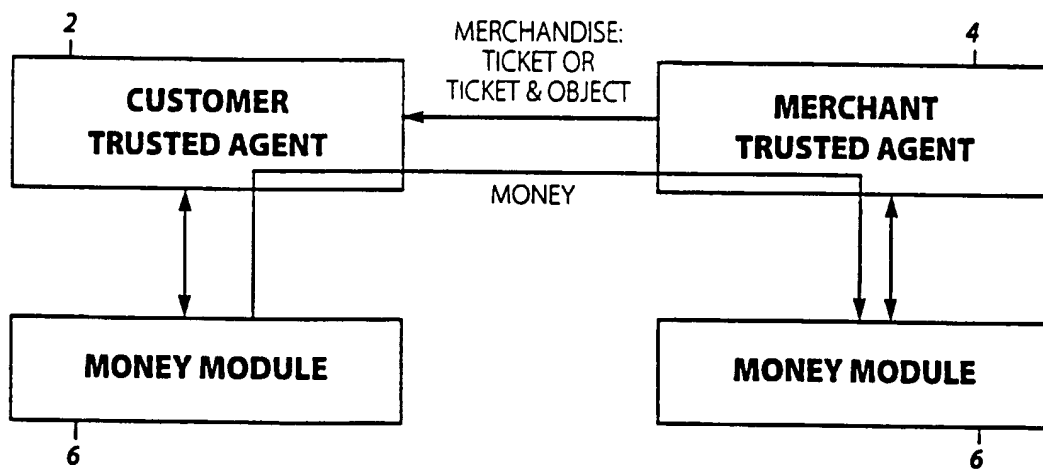 2
MERCHANDISE:
TICKET OR
TICKET & OBJECT
4
CUSTOMER
TRUSTED AGENT
MERCHANT
TRUSTED AGENT
MONEY
MONEY MODULE
MONEY MODULE
6
6